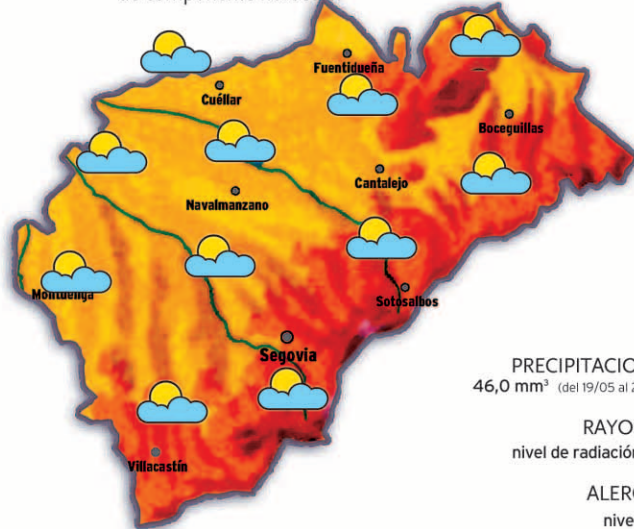 Fuentidueña
Cuéllar
Boceguillas
Cantalejo
Navalmanzano
Montuenga
Sotosalbos
Segovia
PRECIPITACIO
46,0 mm³ (del 19/05 al 2
RAYO
nivel de radiación
ALERG
nive
Villacastín